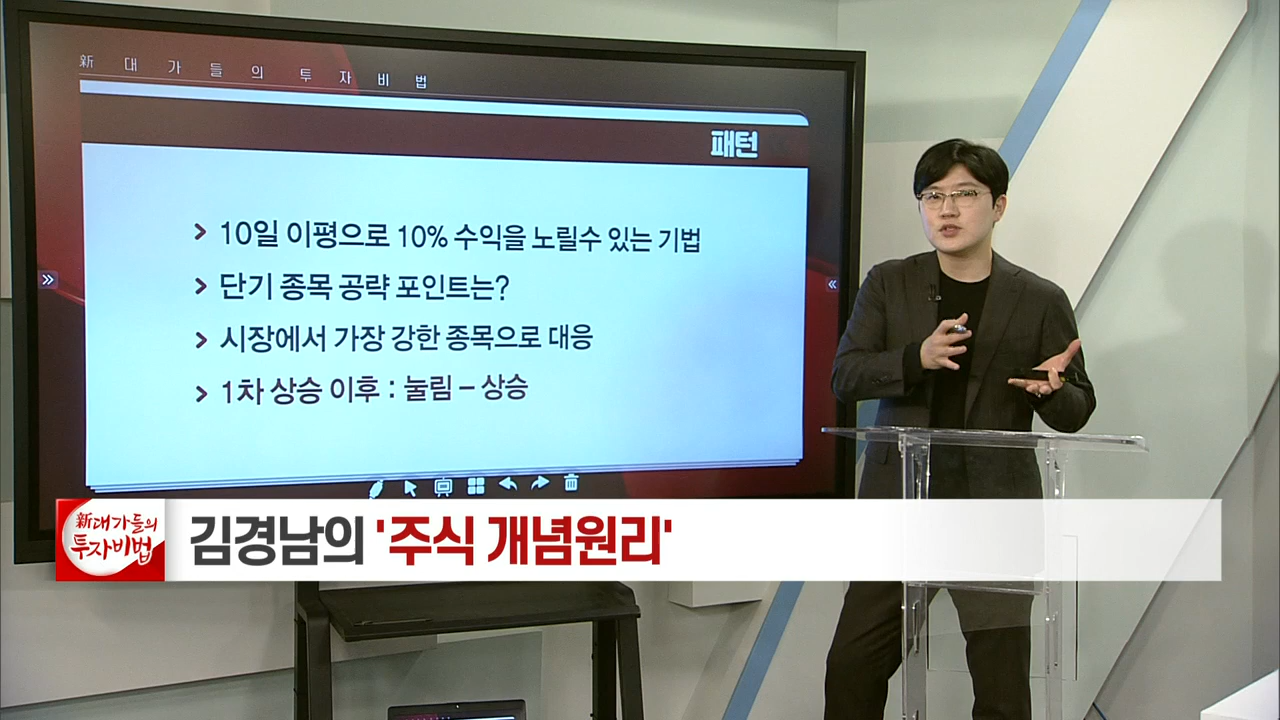 新 대 가 들 의 투 자 비 법
패턴
> 10일 이평으로 10% 수익을 노릴수 있는 기법
> 단기 종목 공략 포인트는?
> 시장에서 가장 강한 종목으로 대응
> 1차 상승 이후 : 눌림 – 상승
新대가들의
투자비법
김경남의 '주식 개념원리'